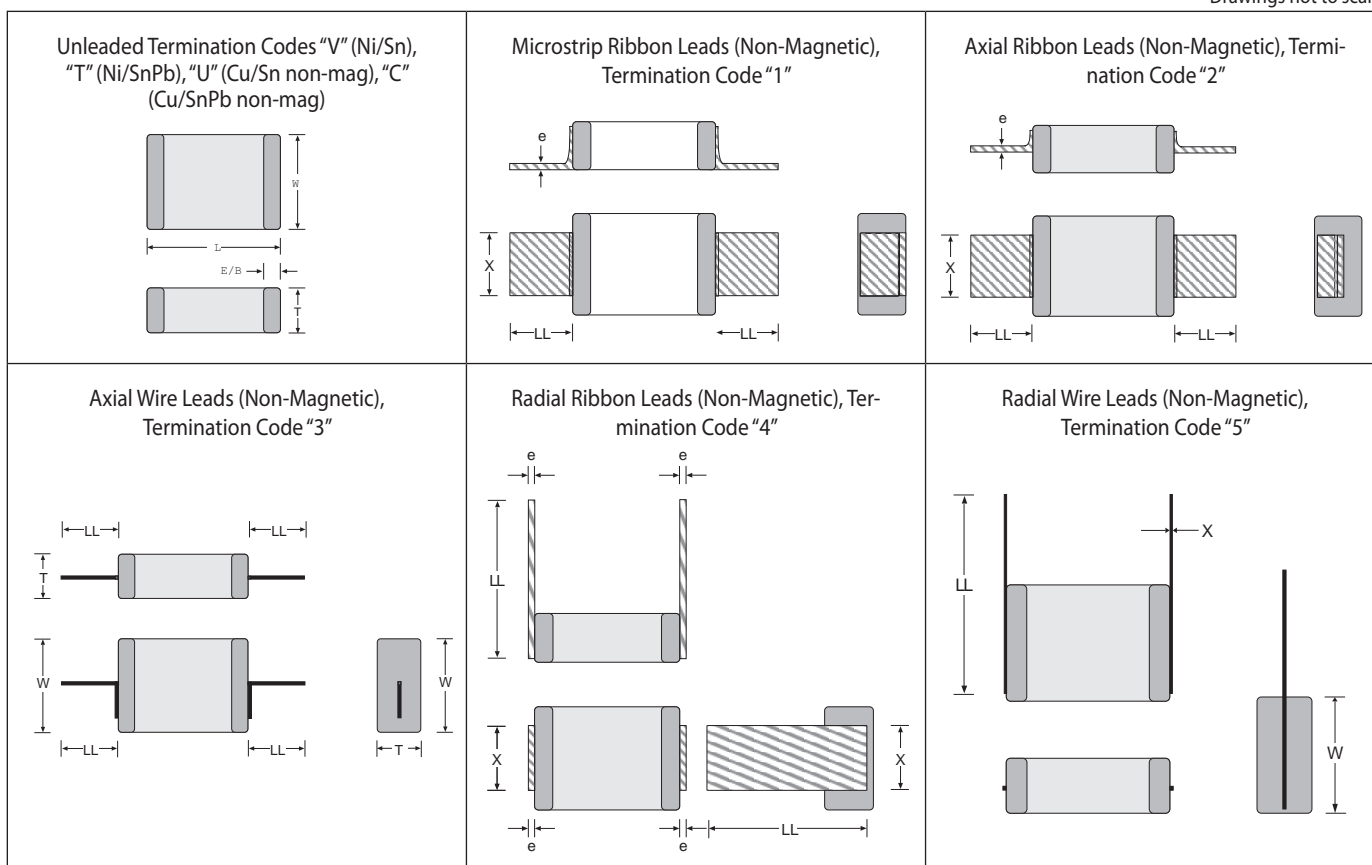 Drawings not to scale
Unleaded Termination Codes “V” (Ni/Sn),
“T” (Ni/SnPb), “U” (Cu/Sn non-mag), “C”
(Cu/SnPb non-mag)
W
L
E/B
T
Microstrip Ribbon Leads (Non-Magnetic),
Termination Code “1”
e
X
LL
LL
Axial Ribbon Leads (Non-Magnetic), Termi-
nation Code “2”
e
X
LL
LL
Axial Wire Leads (Non-Magnetic),
Termination Code “3”
LL
LL
T
W
W
LL
LL
T
Radial Ribbon Leads (Non-Magnetic), Ter-
mination Code “4”
e
e
LL
X
X
LL
e
e
Radial Wire Leads (Non-Magnetic),
Termination Code “5”
X
LL
W